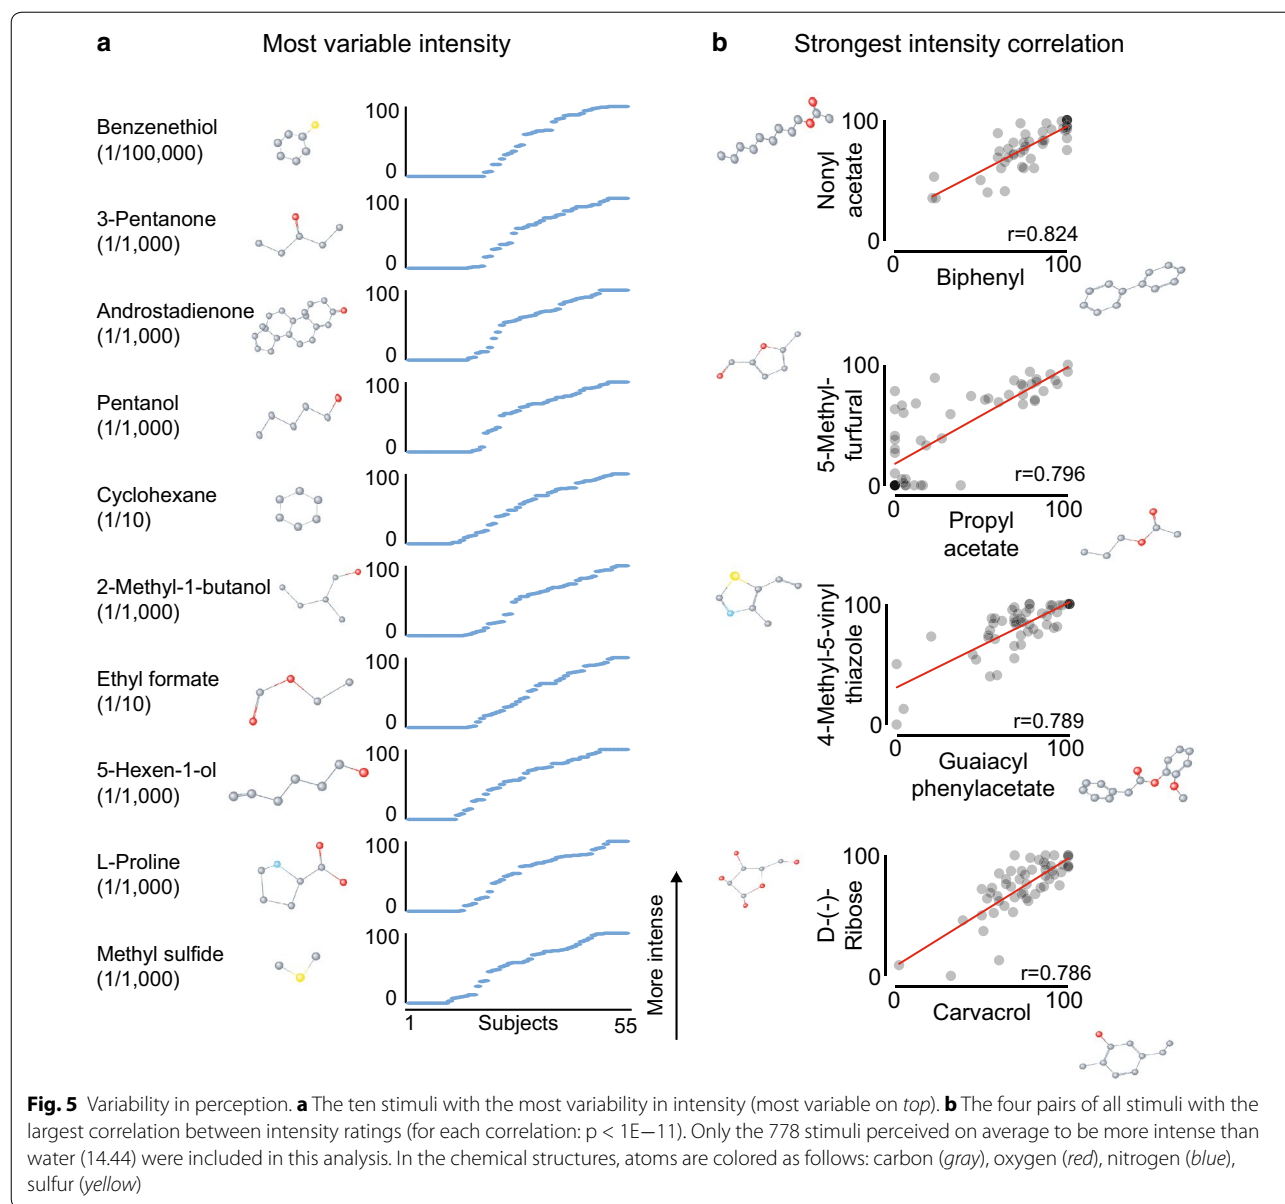 a Most variable intensity
Benzenethiol
(1/100,000)
100
0
3-Pentanone
(1/1,000)
100
0
Androstadienone
(1/1,000)
100
0
Pentanol
(1/1,000)
100
0
Cyclohexane
(1/10)
100
0
2-Methyl-1-butanol
(1/1,000)
100
0
Ethyl formate
(1/10)
100
0
5-Hexen-1-ol
(1/1,000)
100
0
L-Proline
(1/1,000)
100
0
Methyl sulfide
(1/1,000)
100
0
1 Subjects 55
More intense
b Strongest intensity correlation
Nonyl
acetate
100
0
r=0.824
0 100
Biphenyl
5-Methyl-
furfural
100
0
r=0.796
0 100
Propyl
acetate
4-Methyl-5-vinyl
thiazole
100
0
r=0.789
0 100
Guaiacyl
phenylacetate
D-(-)-
Ribose
100
0
r=0.786
0 100
Carvacrol
Fig. 5 Variability in perception. a The ten stimuli with the most variability in intensity (most variable on top). b The four pairs of all stimuli with the
largest correlation between intensity ratings (for each correlation: p < 1E−11). Only the 778 stimuli perceived on average to be more intense than
water (14.44) were included in this analysis. In the chemical structures, atoms are colored as follows: carbon (gray), oxygen (red), nitrogen (blue),
sulfur (yellow)